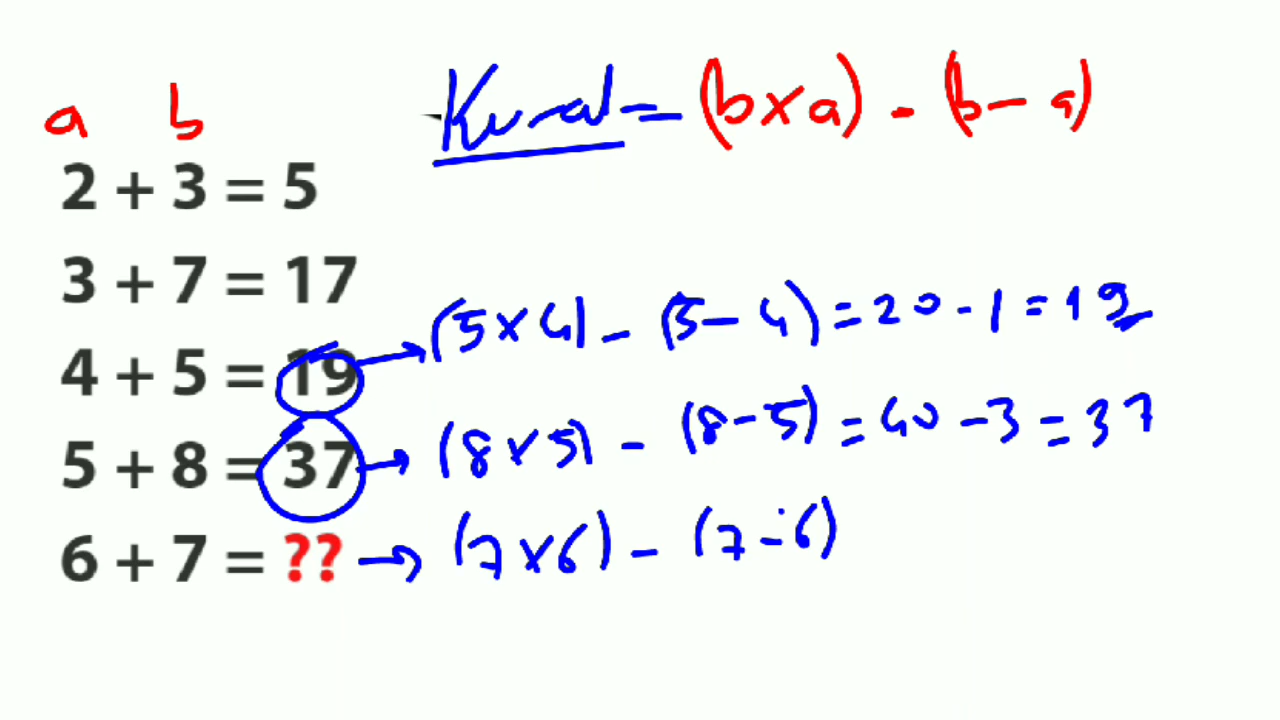 a b
Kural = (b×a) - (b-a)
2 + 3 = 5
3 + 7 = 17
(5×4) - (5-4) = 20-1 = 19
4 + 5 = 19
(8×5) - (8-5) = 40-3 = 37
5 + 8 = 37
6 + 7 = ?? → (7×6) - (7-6)